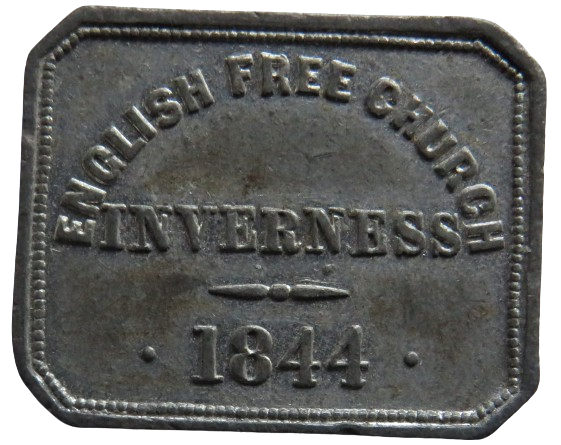 ENGLISH FREE CHURCH
INVERNESS
· 1844 ·